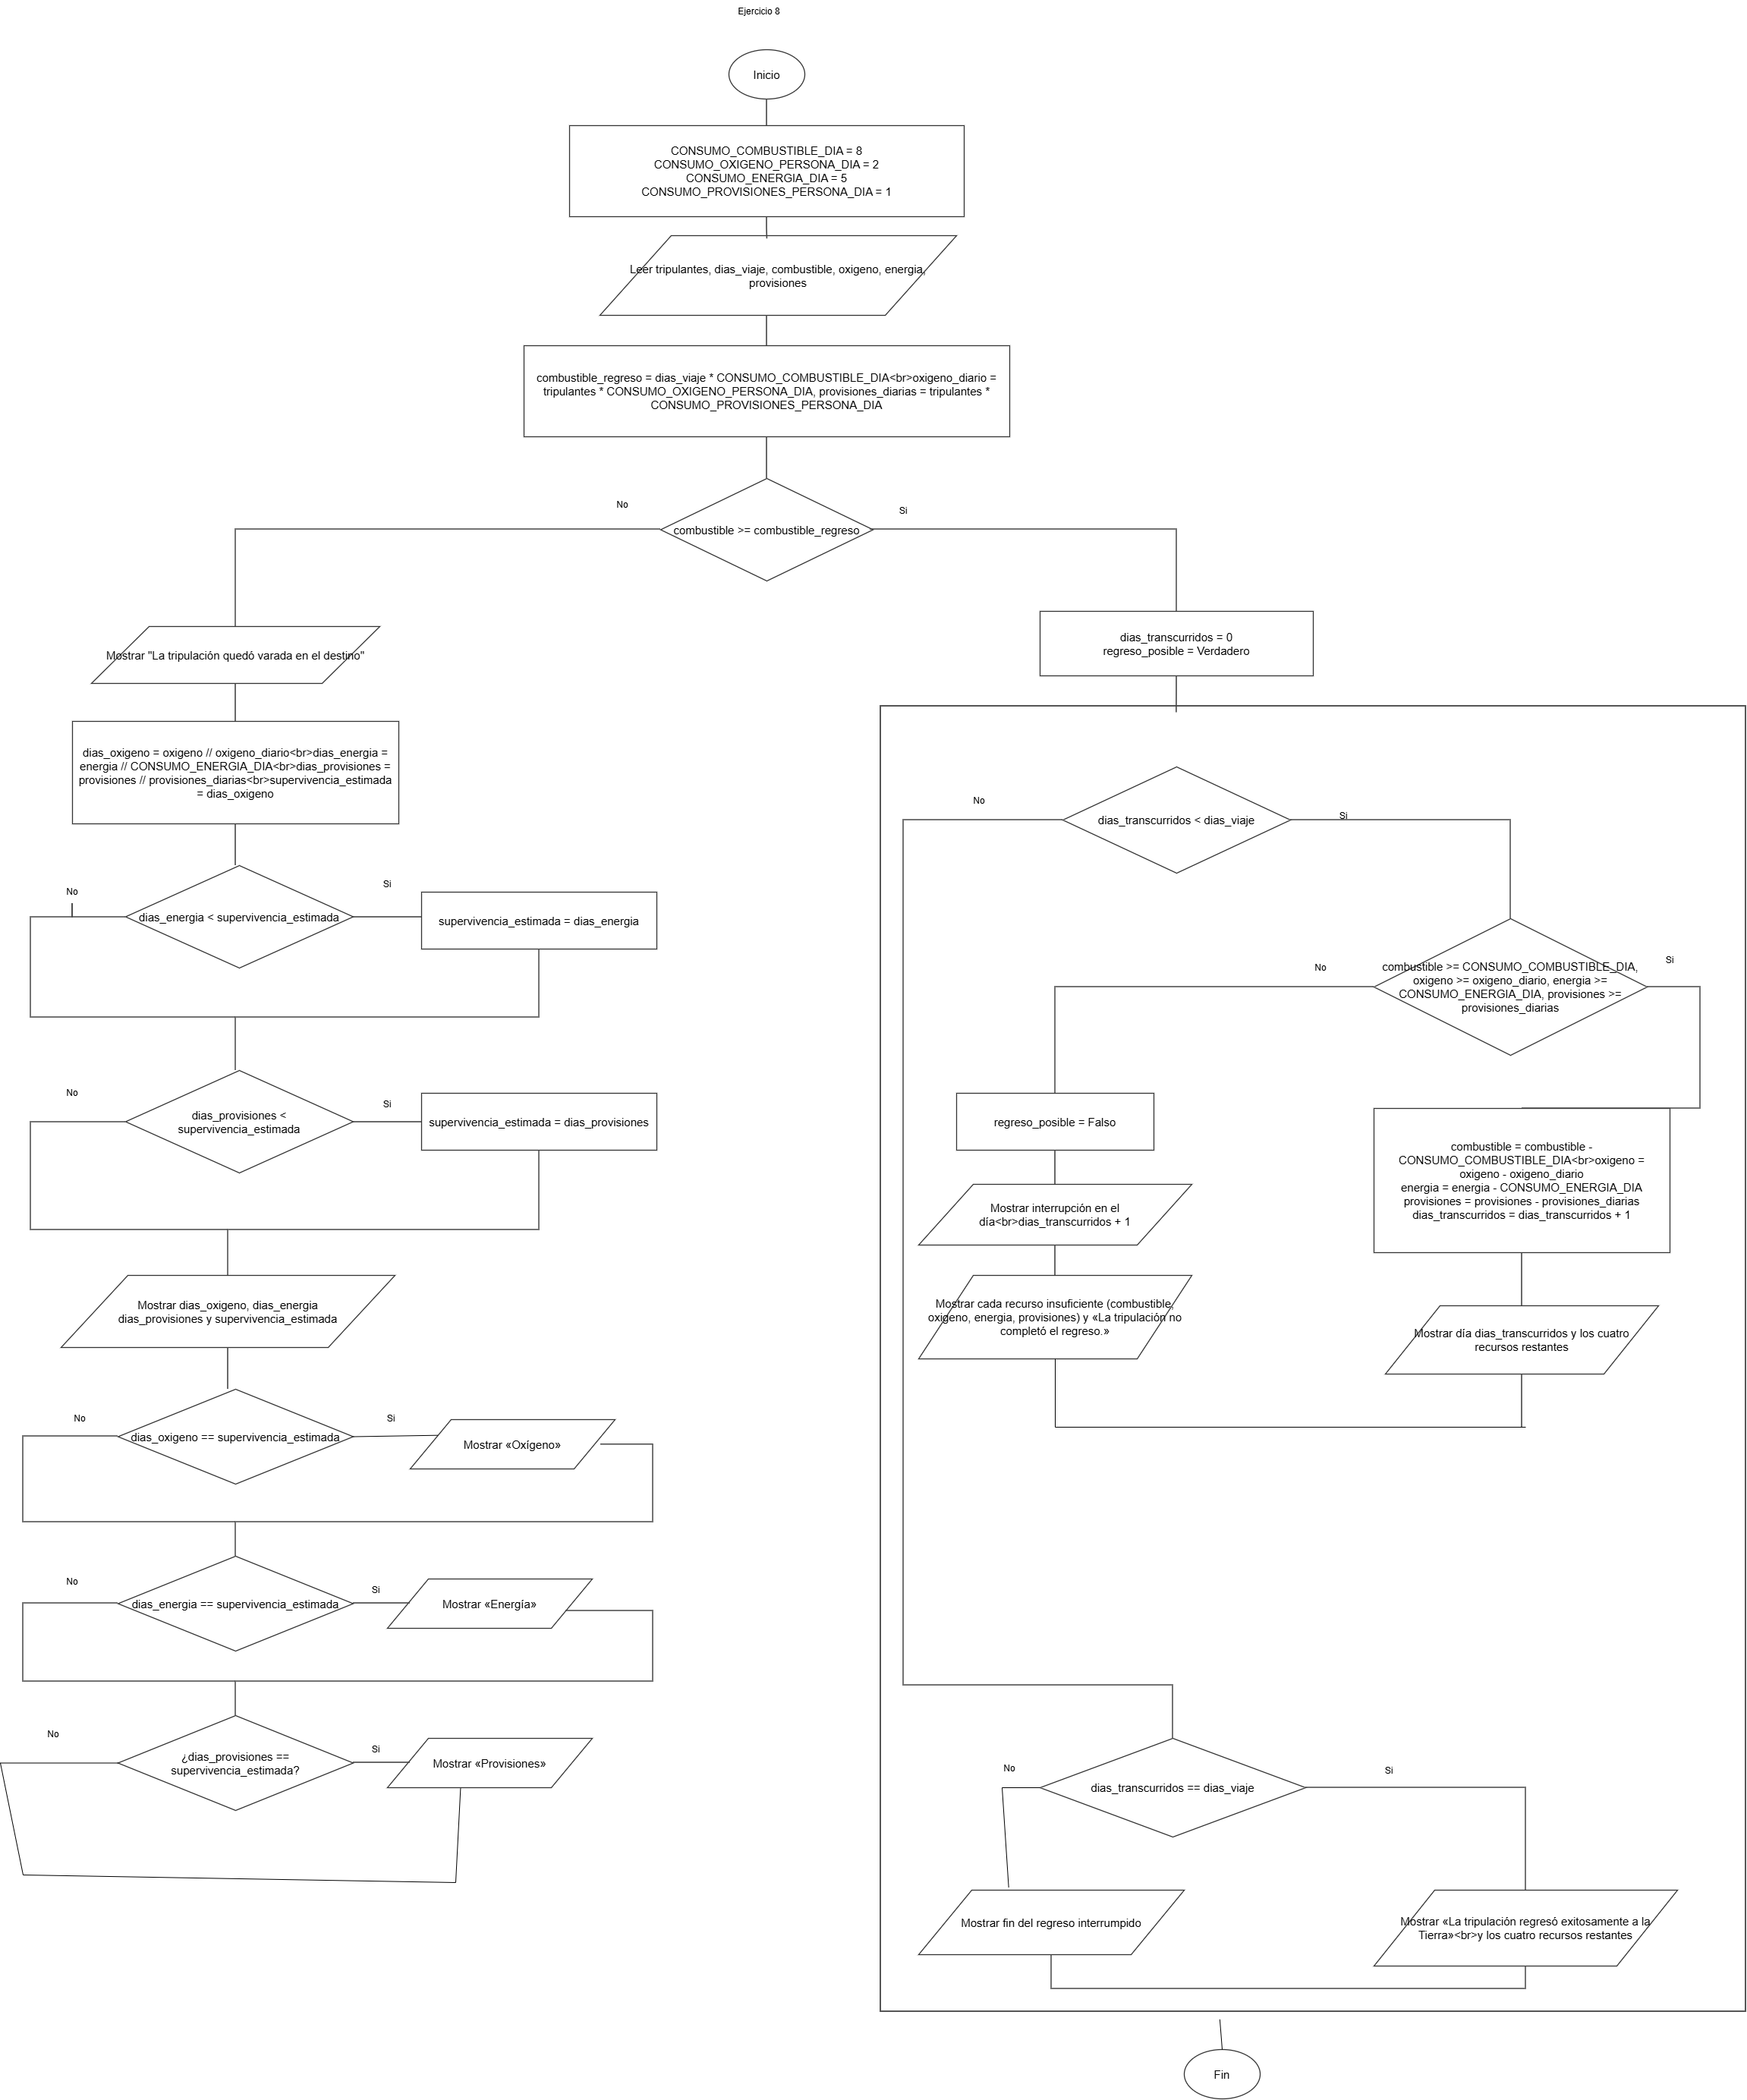 Ejercicio 8
Inicio
CONSUMO_COMBUSTIBLE_DIA = 8
CONSUMO_OXIGENO_PERSONA_DIA = 2
CONSUMO_ENERGIA_DIA = 5
CONSUMO_PROVISIONES_PERSONA_DIA = 1
Leer tripulantes, dias_viaje, combustible, oxigeno, energia,
provisiones
combustible_regreso = dias_viaje * CONSUMO_COMBUSTIBLE_DIA<br>oxigeno_diario =
tripulantes * CONSUMO_OXIGENO_PERSONA_DIA, provisiones_diarias = tripulantes *
CONSUMO_PROVISIONES_PERSONA_DIA
combustible >= combustible_regreso
No
Si
Mostrar "La tripulación quedó varada en el destino"
dias_oxigeno = oxigeno // oxigeno_diario<br>dias_energia =
energia // CONSUMO_ENERGIA_DIA<br>dias_provisiones =
provisiones // provisiones_diarias<br>supervivencia_estimada
= dias_oxigeno
No
dias_energia < supervivencia_estimada
Si
supervivencia_estimada = dias_energia
No
dias_provisiones <
supervivencia_estimada
Si
supervivencia_estimada = dias_provisiones
Mostrar dias_oxigeno, dias_energia
dias_provisiones y supervivencia_estimada
No
dias_oxigeno == supervivencia_estimada
Si
Mostrar «Oxígeno»
No
dias_energia == supervivencia_estimada
Si
Mostrar «Energía»
No
¿dias_provisiones ==
supervivencia_estimada?
Si
Mostrar «Provisiones»
dias_transcurridos = 0
regreso_posible = Verdadero
No
dias_transcurridos < dias_viaje
Si
No
combustible >= CONSUMO_COMBUSTIBLE_DIA,
oxigeno >= oxigeno_diario, energia >=
CONSUMO_ENERGIA_DIA, provisiones >=
provisiones_diarias
Si
regreso_posible = Falso
Mostrar interrupción en el
día<br>dias_transcurridos + 1
Mostrar cada recurso insuficiente (combustible,
oxigeno, energia, provisiones) y «La tripulación no
completó el regreso.»
combustible = combustible -
CONSUMO_COMBUSTIBLE_DIA<br>oxigeno =
oxigeno - oxigeno_diario
energia = energia - CONSUMO_ENERGIA_DIA
provisiones = provisiones - provisiones_diarias
dias_transcurridos = dias_transcurridos + 1
Mostrar día dias_transcurridos y los cuatro
recursos restantes
No
dias_transcurridos == dias_viaje
Si
Mostrar fin del regreso interrumpido
Mostrar «La tripulación regresó exitosamente a la
Tierra»<br>y los cuatro recursos restantes
Fin